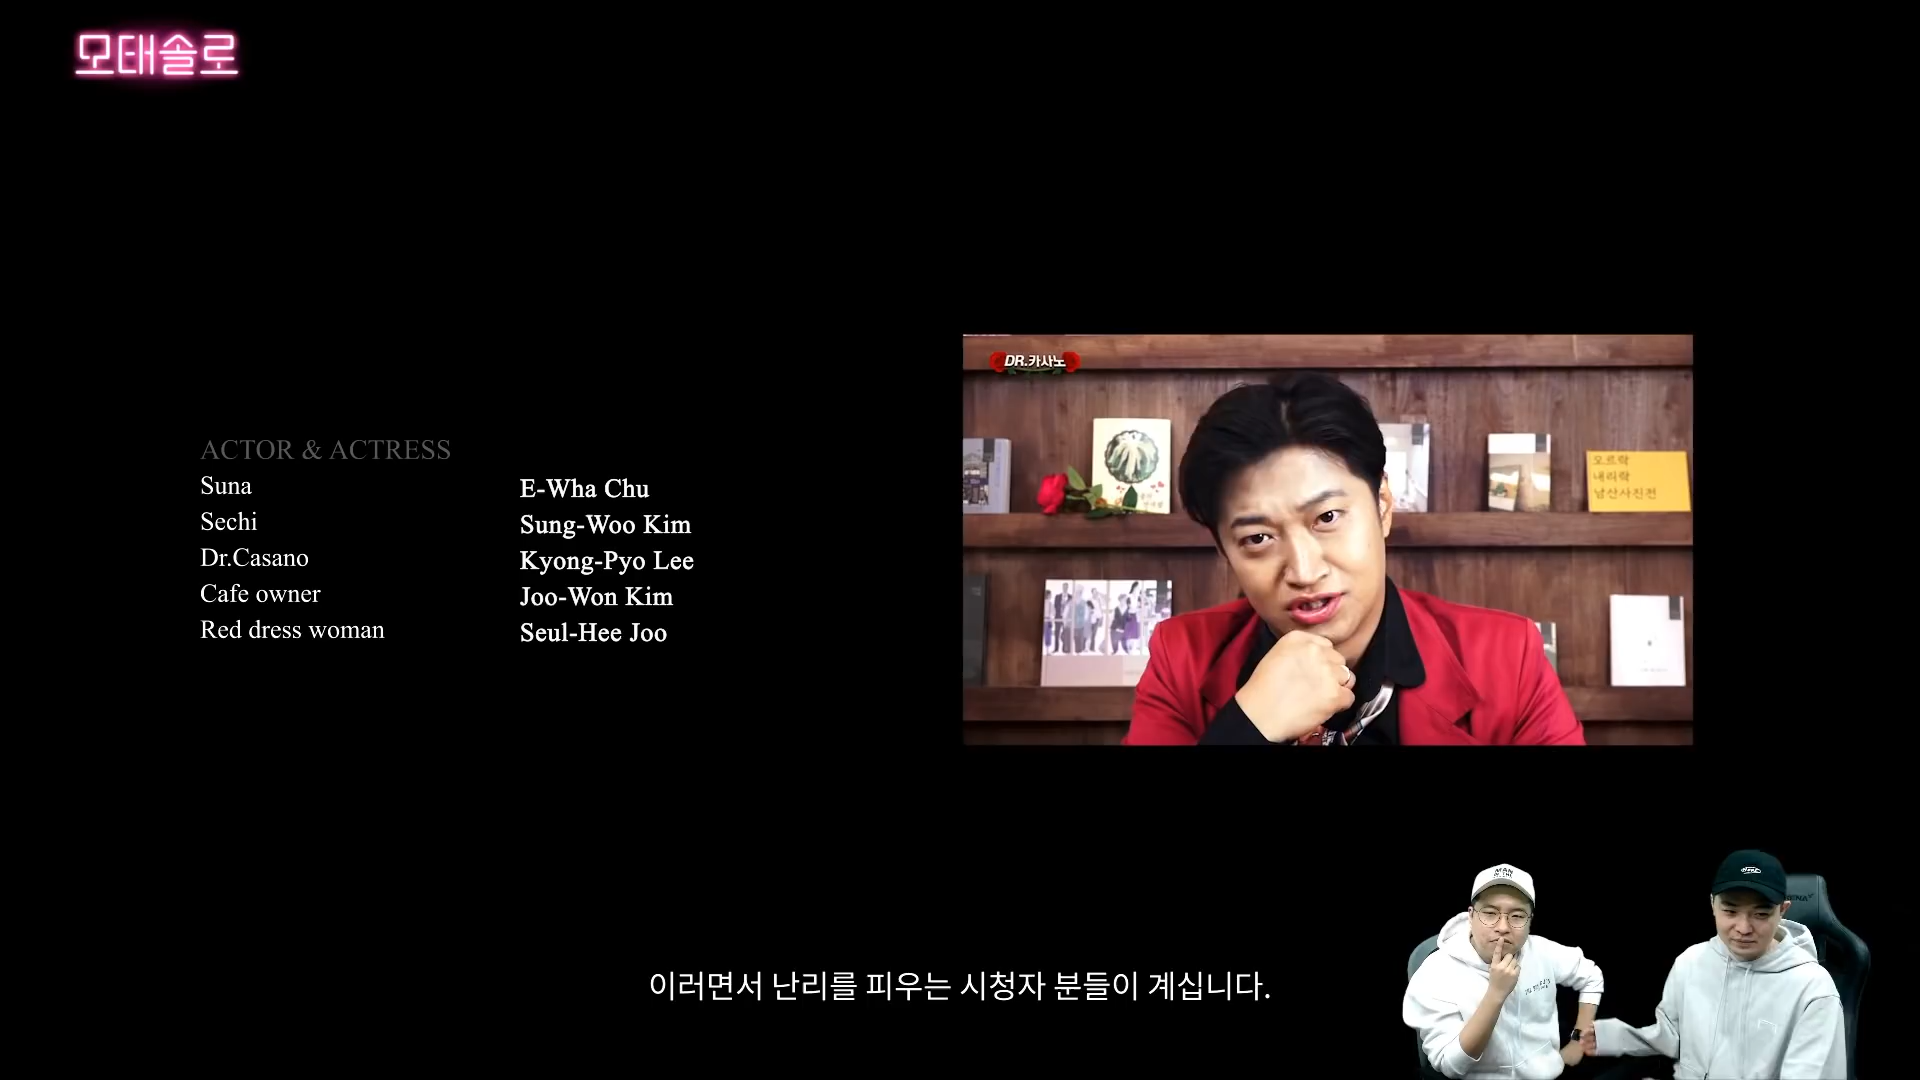 모태솔로
DR.카사노
오르락
내리락
남산사진전
ACTOR & ACTRESS
Suna E-Wha Chu
Sechi Sung-Woo Kim
Dr.Casano Kyong-Pyo Lee
Cafe owner Joo-Won Kim
Red dress woman Seul-Hee Joo
이러면서 난리를 피우는 시청자 분들이 계십니다.